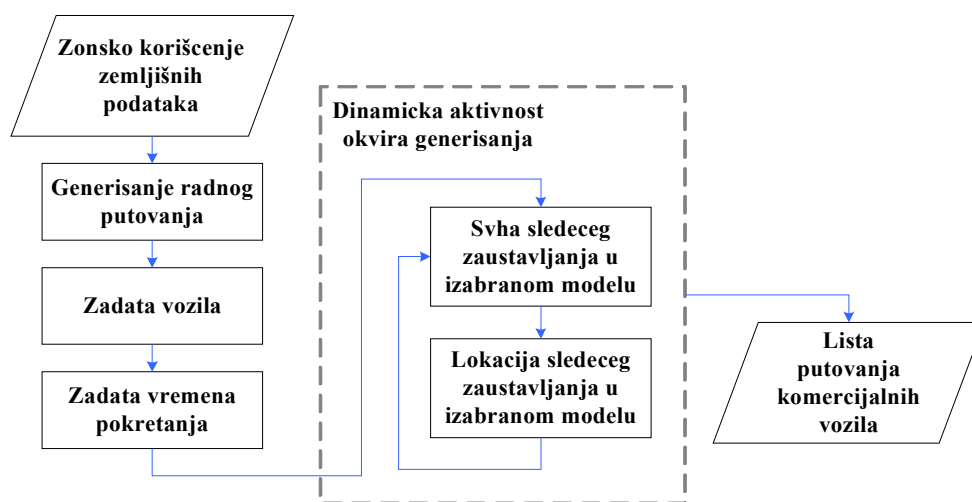 Zonsko korišcenje
zemljišnih
podataka
Generisanje radnog
putovanja
Zadata vozila
Zadata vremena
pokretanja
Dinamicka aktivnost
okvira generisanja
Svha sledeceg
zaustavljanja u
izabranom modelu
Lokacija sledeceg
zaustavljanja u
izabranom modelu
Lista
putovanja
komercijalnih
vozila